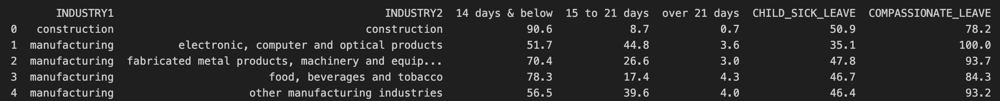 INDUSTRY1 INDUSTRY2 14 days & below 15 to 21 days over 21 days CHILD_SICK_LEAVE COMPASSIONATE_LEAVE
0 construction construction 90.6 8.7 0.7 50.9 78.2
1 manufacturing electronic, computer and optical products 51.7 44.8 3.6 35.1 100.0
2 manufacturing fabricated metal products, machinery and equip... 70.4 26.6 3.0 47.8 93.7
3 manufacturing food, beverages and tobacco 78.3 17.4 4.3 46.7 84.3
4 manufacturing other manufacturing industries 56.5 39.6 4.0 46.4 93.2